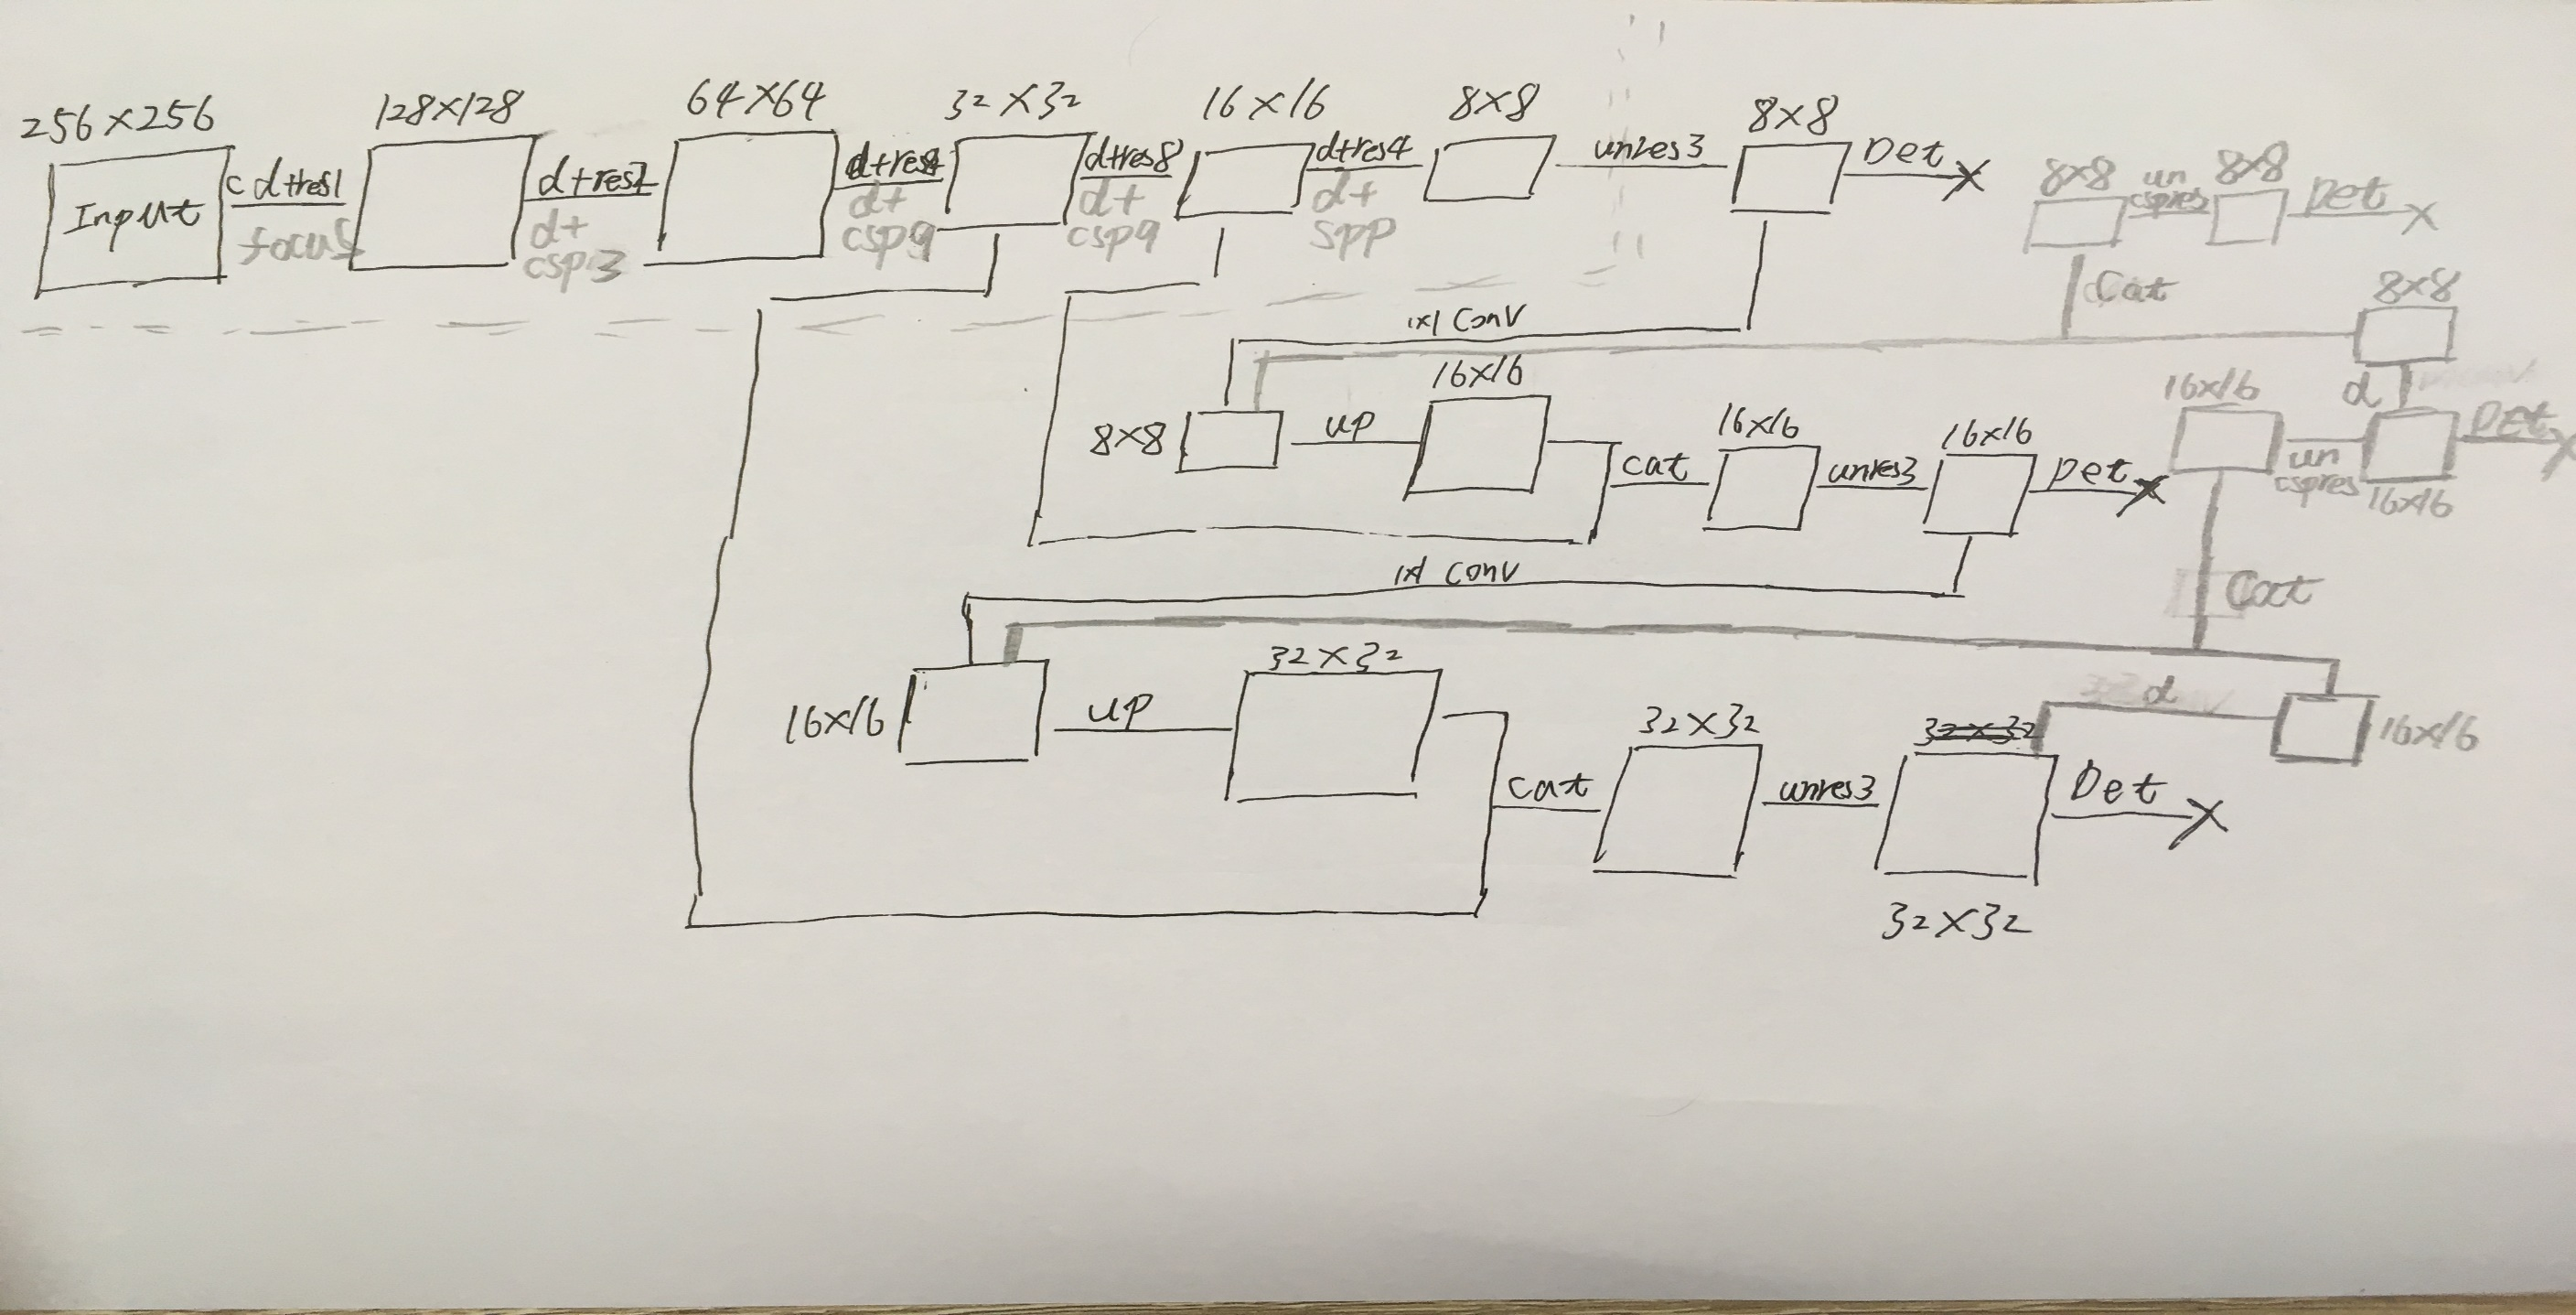 256×256
128×128
64×64
32×32
16×16
8×8
8×8
Input
c d+res1
d+res2
d+res8
d+res4
unres3
Det
focus
d+
csp3
d+
csp9
d+
csp9
d+
spp
8×8
un
cspres
8×8
Det
Cat
8×8
1×1 Conv
8×8
up
16×16
cat
16×16
unres3
16×16
Det
16×16
d
un
cspres
16×16
Det
1×1 Conv
Cat
16×16
up
32×32
cat
32×32
unres3
32×32
Det
32×32
d
16×16